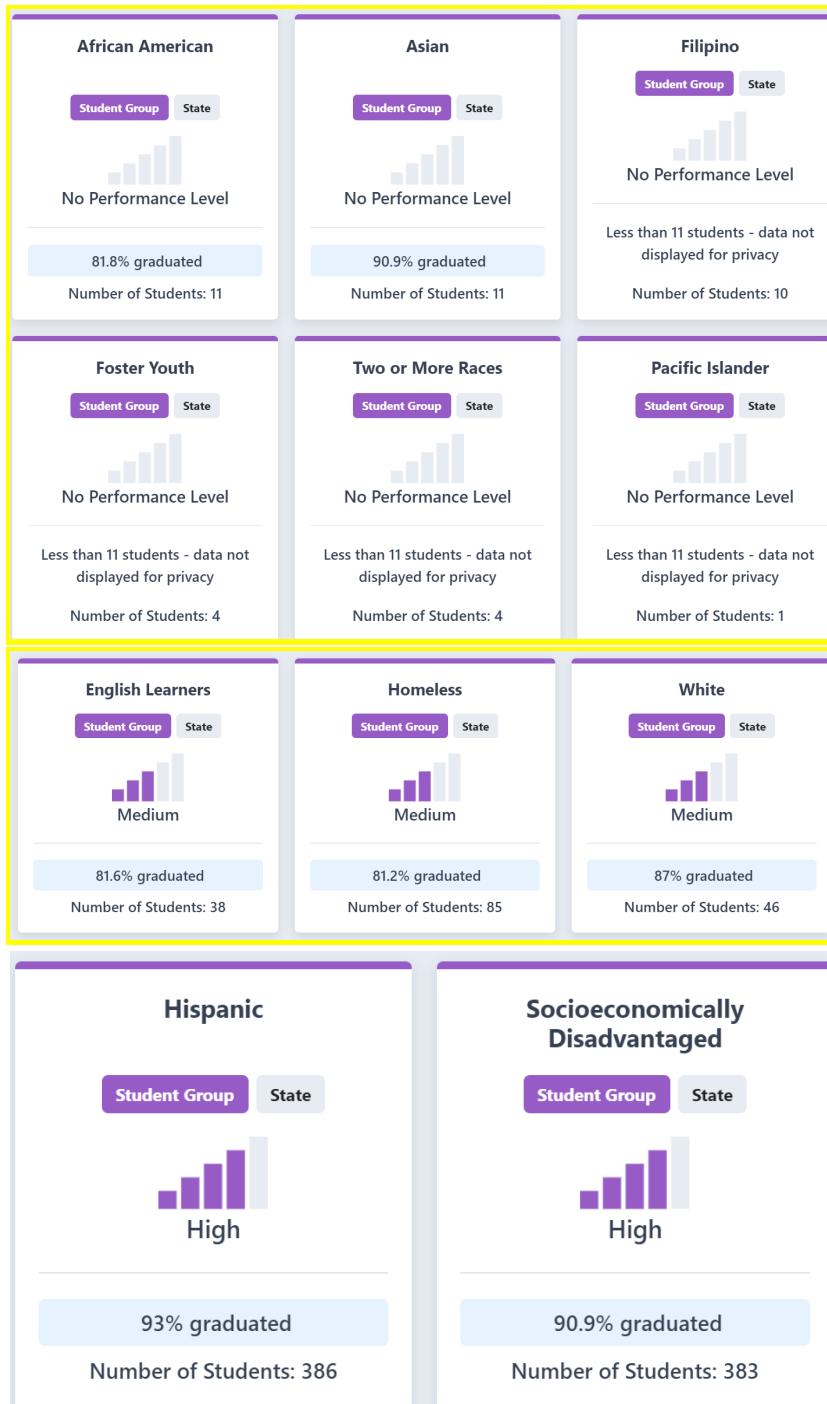 African American
Student Group State
No Performance Level
81.8% graduated
Number of Students: 11
Asian
Student Group State
No Performance Level
90.9% graduated
Number of Students: 11
Filipino
Student Group State
No Performance Level
Less than 11 students - data not
displayed for privacy
Number of Students: 10
Foster Youth
Student Group State
No Performance Level
Less than 11 students - data not
displayed for privacy
Number of Students: 4
Two or More Races
Student Group State
No Performance Level
Less than 11 students - data not
displayed for privacy
Number of Students: 4
Pacific Islander
Student Group State
No Performance Level
Less than 11 students - data not
displayed for privacy
Number of Students: 1
English Learners
Student Group State
Medium
81.6% graduated
Number of Students: 38
Homeless
Student Group State
Medium
81.2% graduated
Number of Students: 85
White
Student Group State
Medium
87% graduated
Number of Students: 46
Hispanic
Student Group State
High
93% graduated
Number of Students: 386
Socioeconomically
Disadvantaged
Student Group State
High
90.9% graduated
Number of Students: 383